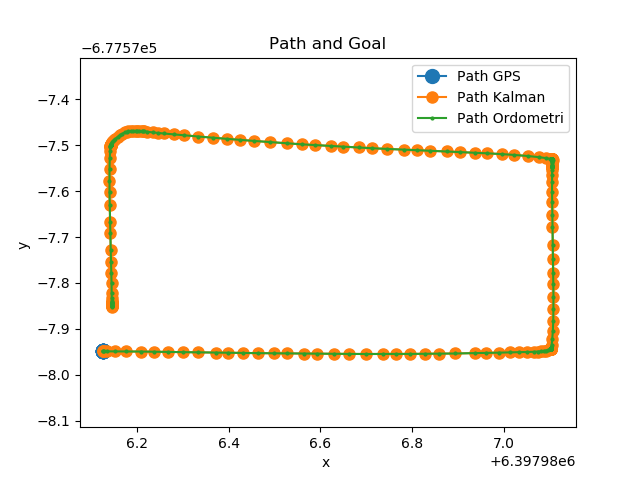 Path and Goal
−6.7757e5
Path GPS
Path Kalman
Path Ordometri
−7.4
−7.5
−7.6
−7.7
−7.8
−7.9
−8.0
−8.1
y
6.2
6.4
6.6
6.8
7.0
x
+6.39798e6